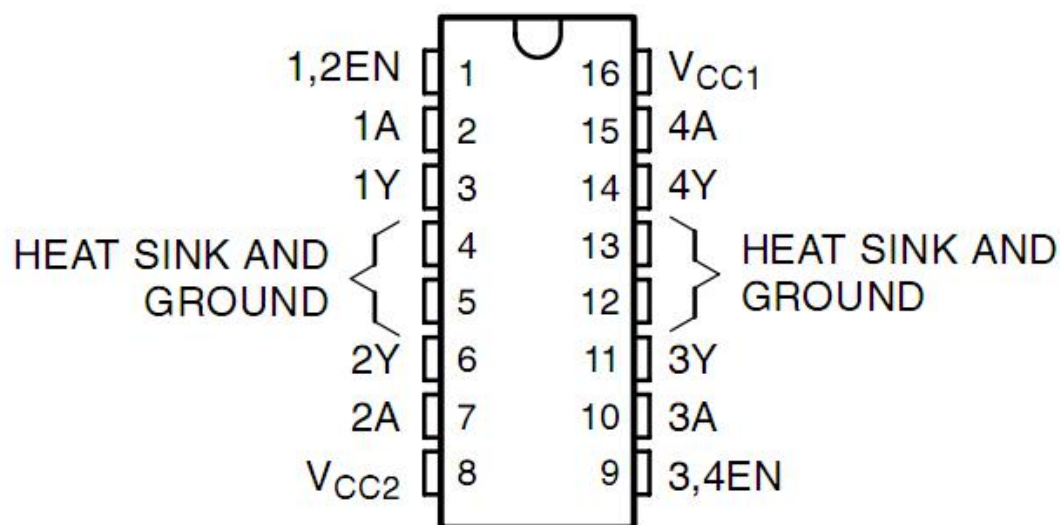 1,2EN 1 16 VCC1
1A 2 15 4A
1Y 3 14 4Y
HEAT SINK AND 4 13 HEAT SINK AND
GROUND 5 12 GROUND
2Y 6 11 3Y
2A 7 10 3A
VCC2 8 9 3,4EN